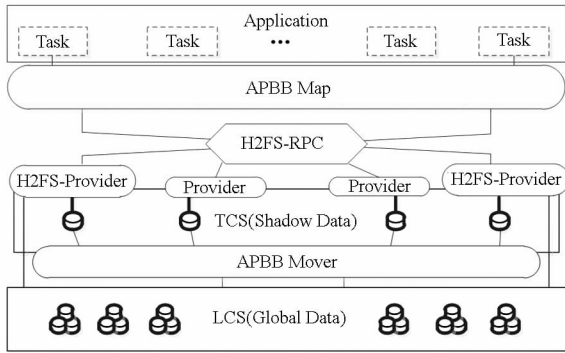 Application
Task Task ... Task Task
APBB Map
H2FS-RPC
H2FS-Provider Provider Provider H2FS-Provider
TCS(Shadow Data)
APBB Mover
LCS(Global Data)